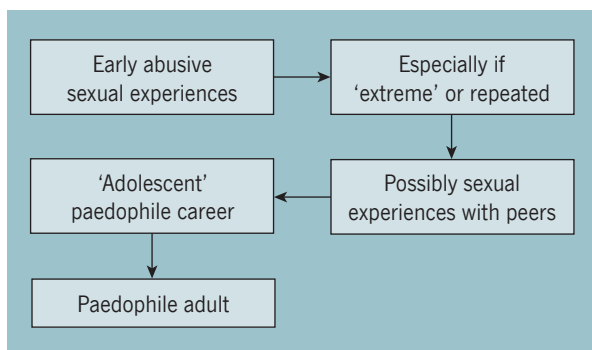 Early abusive
sexual experiences
Especially if
‘extreme’ or repeated
Possibly sexual
experiences with peers
‘Adolescent’
paedophile career
Paedophile adult